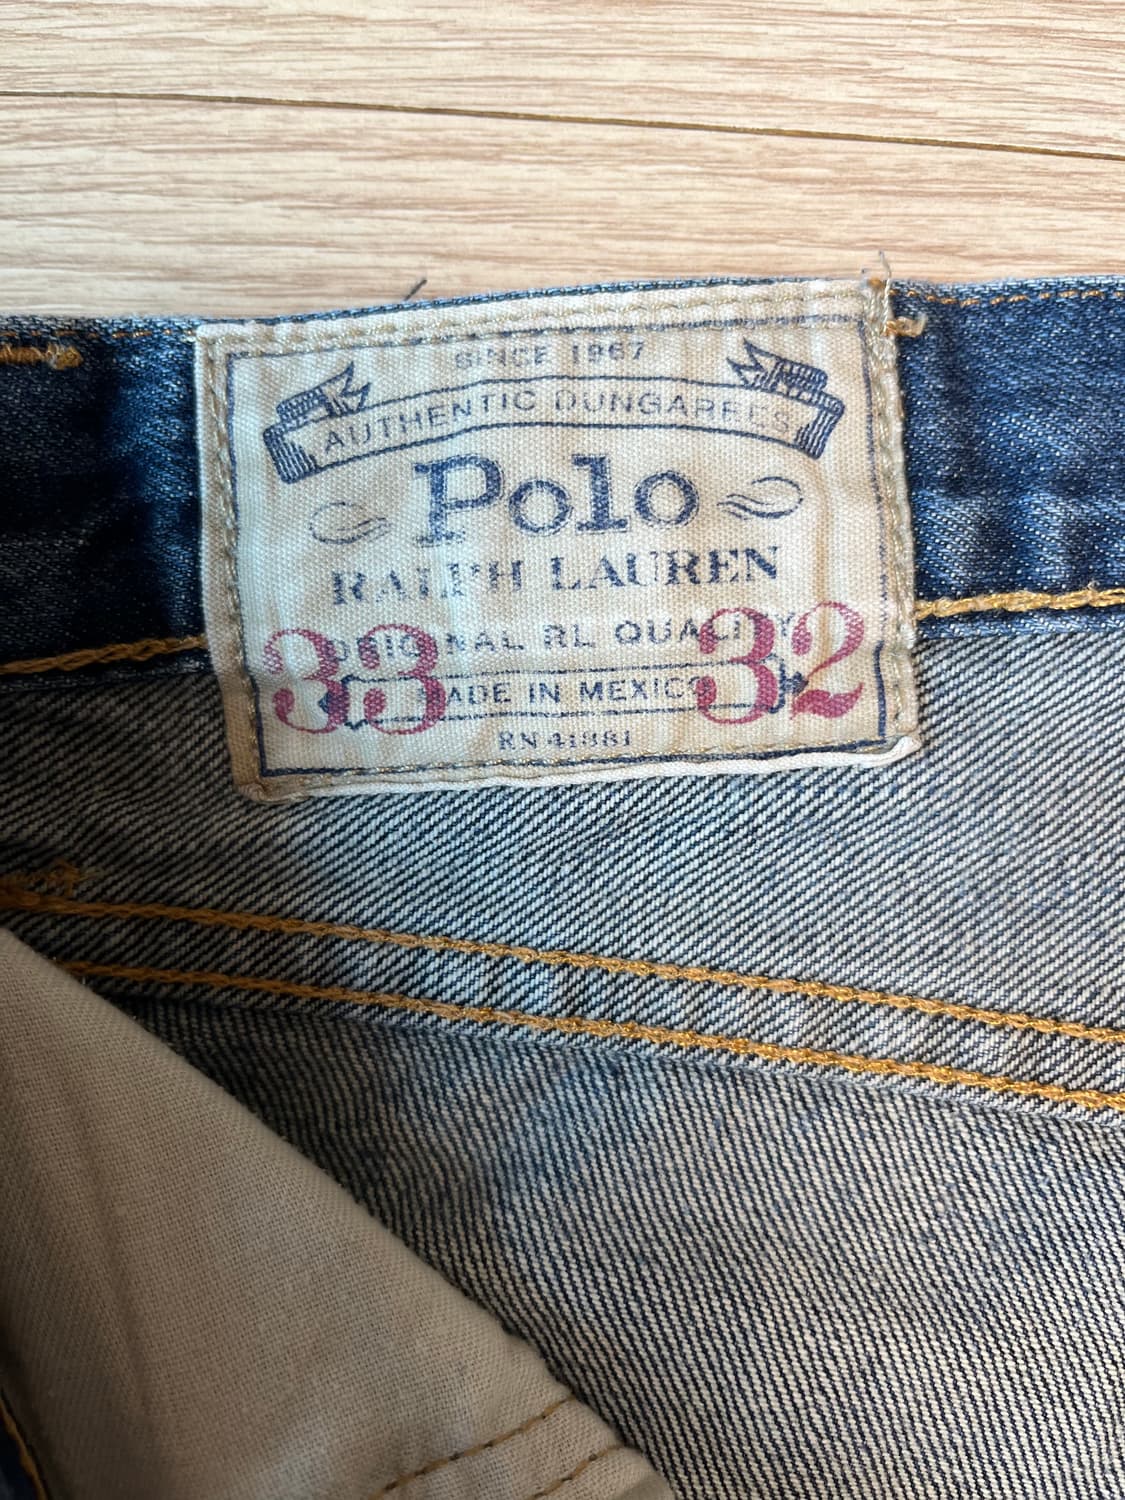 SINCE 1967
AUTHENTIC DUNGAREES
Polo
RALPH LAUREN
ORIGINAL RL QUALITY
33 32
MADE IN MEXICO
RN 41381